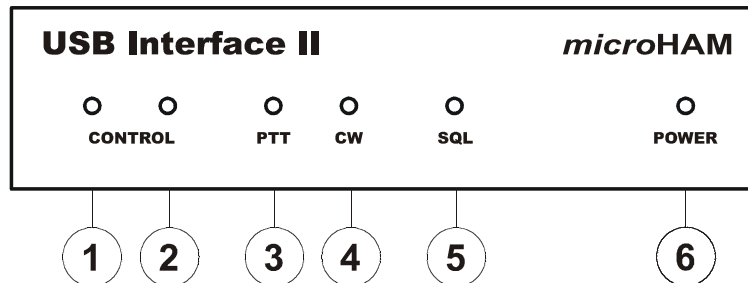 USB Interface II microHAM
CONTROL PTT CW SQL POWER
1 2 3 4 5 6